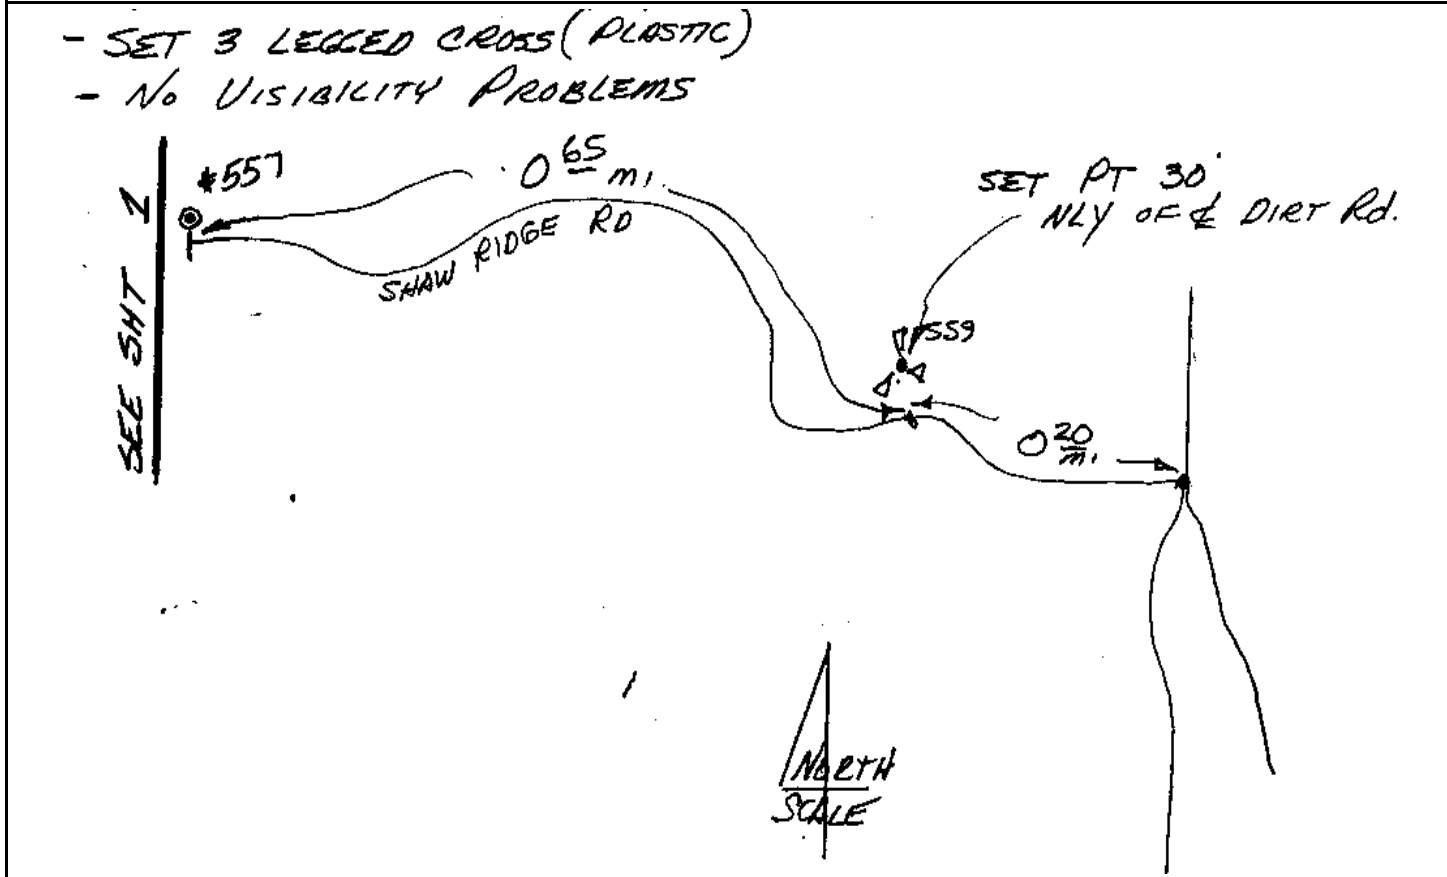 - SET 3 LEGGED CROSS (PLASTIC)
- No VISIBILITY PROBLEMS
SEE SHT 1
#557
0 65 mi.
SHAW RIDGE RD
SET PT 30'
NLY OF ℄ DIRT Rd.
559
0 20 mi.
NORTH
SCALE